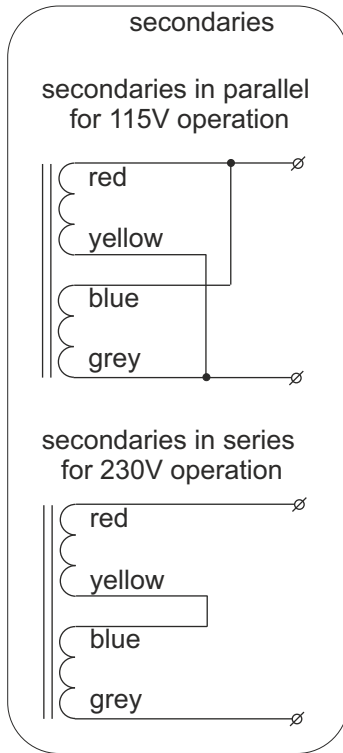 secondaries
secondaries in parallel
for 115V operation
red
yellow
blue
grey
secondaries in series
for 230V operation
red
yellow
blue
grey